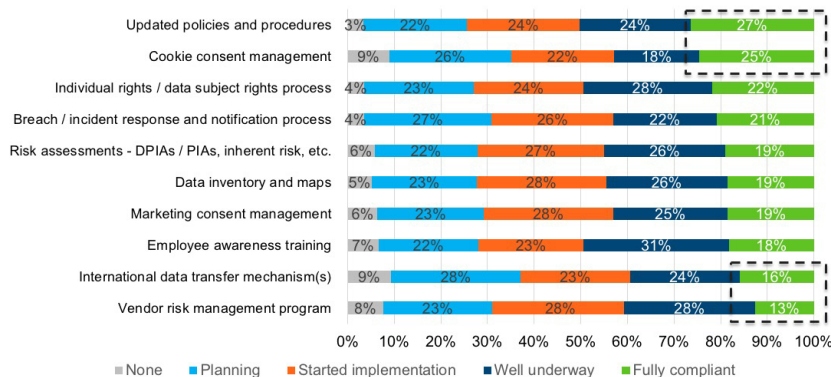 Updated policies and procedures 3% 22% 24% 24% 27%
Cookie consent management 9% 26% 22% 18% 25%
Individual rights / data subject rights process 4% 23% 24% 28% 22%
Breach / incident response and notification process 4% 27% 26% 22% 21%
Risk assessments - DPIAs / PIAs, inherent risk, etc. 6% 22% 27% 26% 19%
Data inventory and maps 5% 23% 28% 26% 19%
Marketing consent management 6% 23% 28% 25% 19%
Employee awareness training 7% 22% 23% 31% 18%
International data transfer mechanism(s) 9% 28% 23% 24% 16%
Vendor risk management program 8% 23% 28% 28% 13%
0% 10% 20% 30% 40% 50% 60% 70% 80% 90% 100%
None Planning Started implementation Well underway Fully compliant